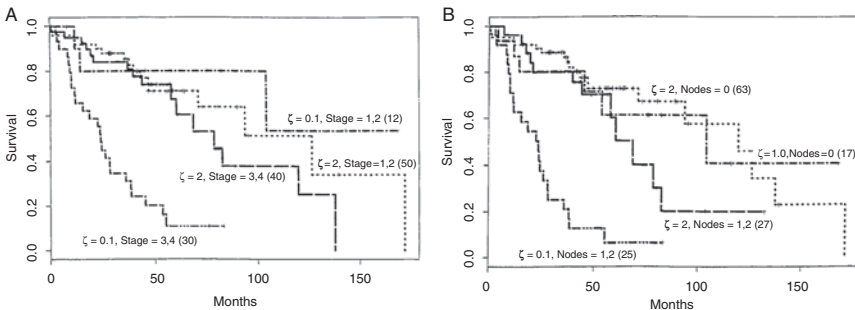 A
Survival
1.0
0.8
0.6
0.4
0.2
0.0
ζ = 0.1, Stage = 1,2 (12)
ζ = 2, Stage=1,2 (50)
ζ = 2, Stage = 3,4 (40)
ζ = 0.1, Stage = 3,4 (30)
0 50 100 150
Months
B
Survival
1.0
0.8
0.6
0.4
0.2
0.0
ζ = 2, Nodes = 0 (63)
ζ=1.0,Nodes=0 (17)
ζ = 2, Nodes = 1,2 (27)
ζ = 0.1, Nodes = 1,2 (25)
0 50 100 150
Months